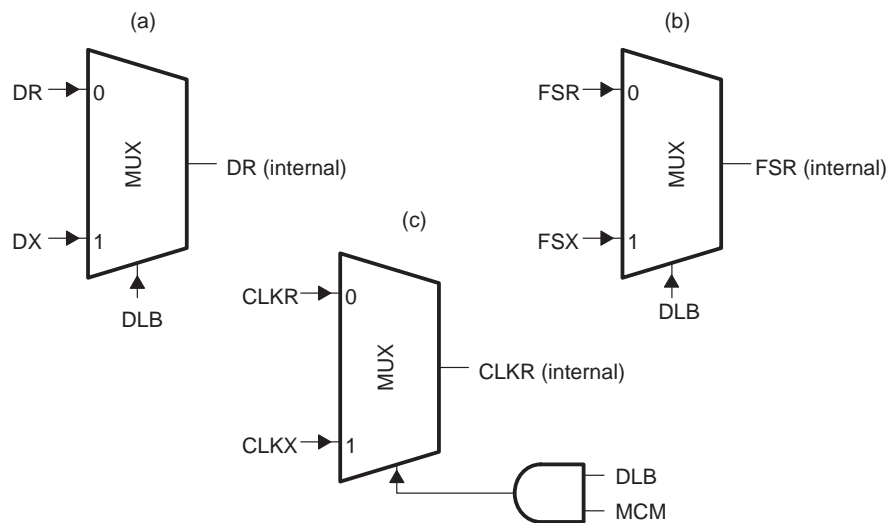 (a)
DR
0
MUX
DR (internal)
DX
1
DLB
(b)
FSR
0
MUX
FSR (internal)
FSX
1
DLB
(c)
CLKR
0
MUX
CLKR (internal)
CLKX
1
DLB
MCM